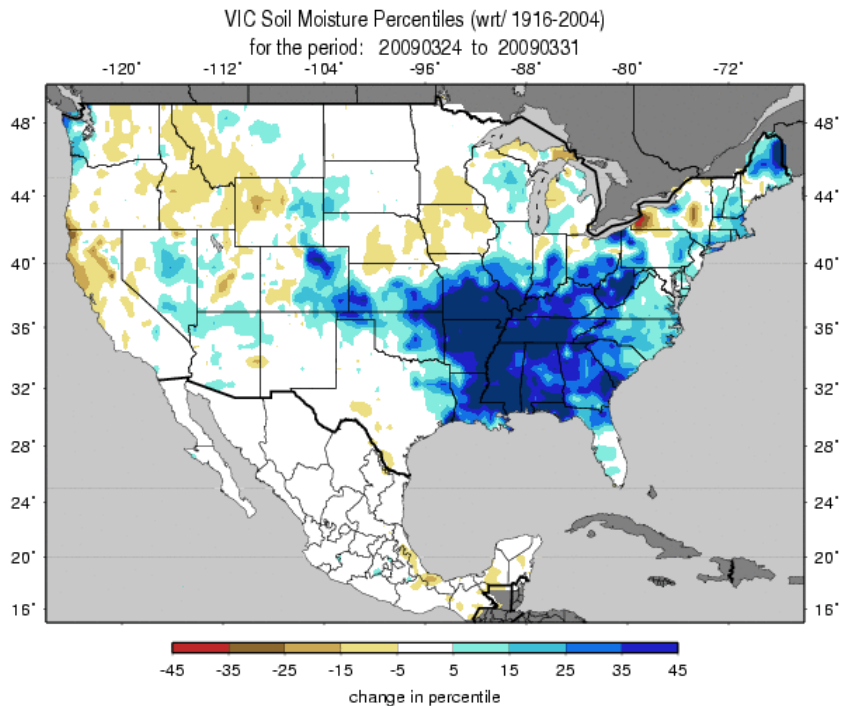 VIC Soil Moisture Percentiles (wrt/ 1916-2004)
for the period: 20090324 to 20090331
-120° -112° -104° -96° -88° -80° -72°
48° 48°
44° 44°
40° 40°
36° 36°
32° 32°
28° 28°
24° 24°
20° 20°
16° 16°
-45 -35 -25 -15 -5 5 15 25 35 45
change in percentile